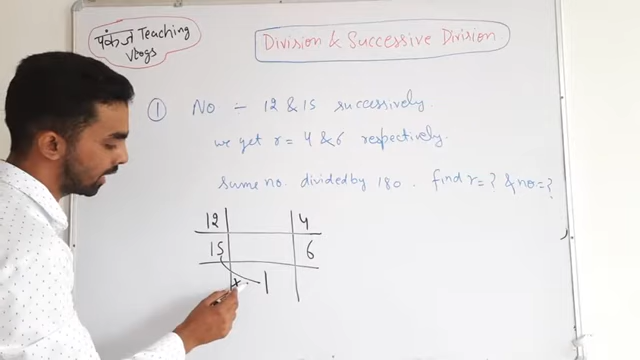 पंकज Teaching
Vlogs
Division & Successive Division
① No ÷ 12 & 15 successively
we get r = 4 & 6 respectively.
same no. divided by 180. find r=? & no=?
12 4
15 6
× 1